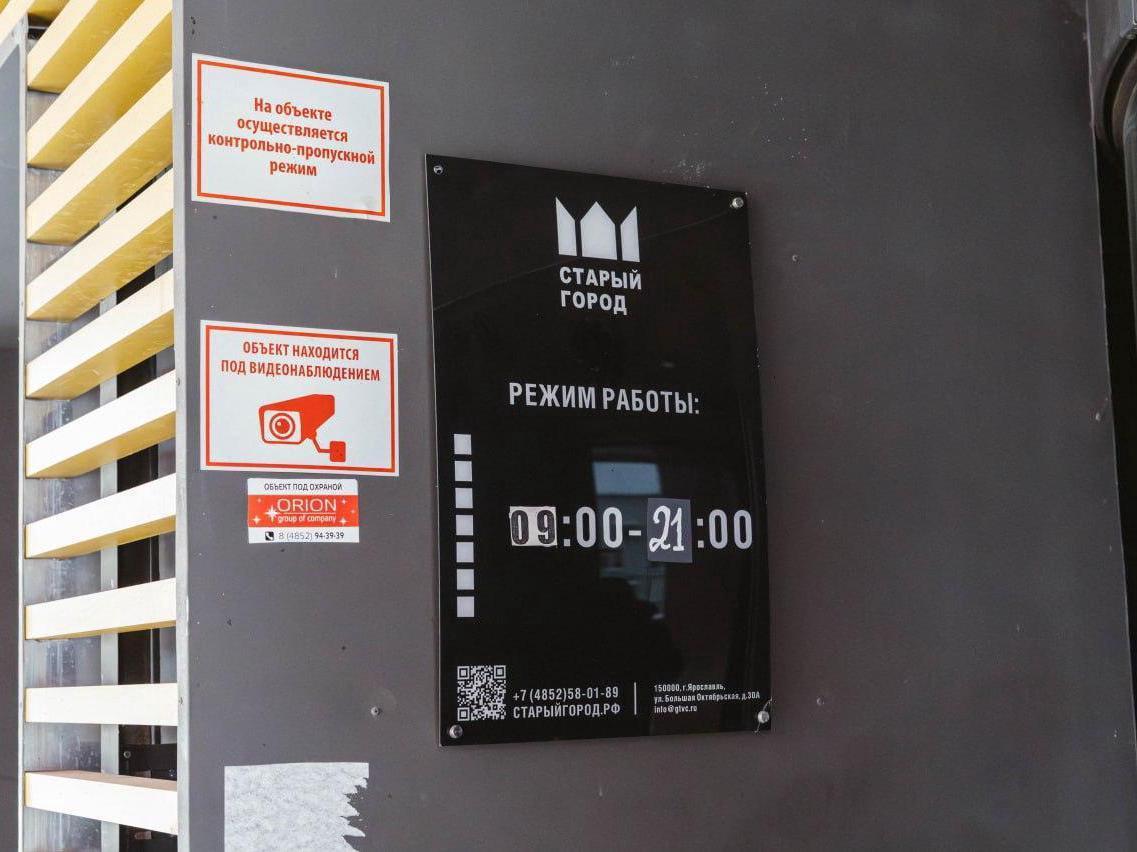 На объекте
осуществляется
контрольно-пропускной
режим
ОБЪЕКТ НАХОДИТСЯ
ПОД ВИДЕОНАБЛЮДЕНИЕМ
ОБЪЕКТ ПОД ОХРАНОЙ
ORION
group of company
8 (4852) 94-39-39
СТАРЫЙ
ГОРОД
РЕЖИМ РАБОТЫ:
09:00-21:00
+7 (4852)58-01-89
СТАРЫЙГОРОД.РФ
150000, г.Ярославль,
ул. Большая Октябрьская, д.30А
info@gtvc.ru